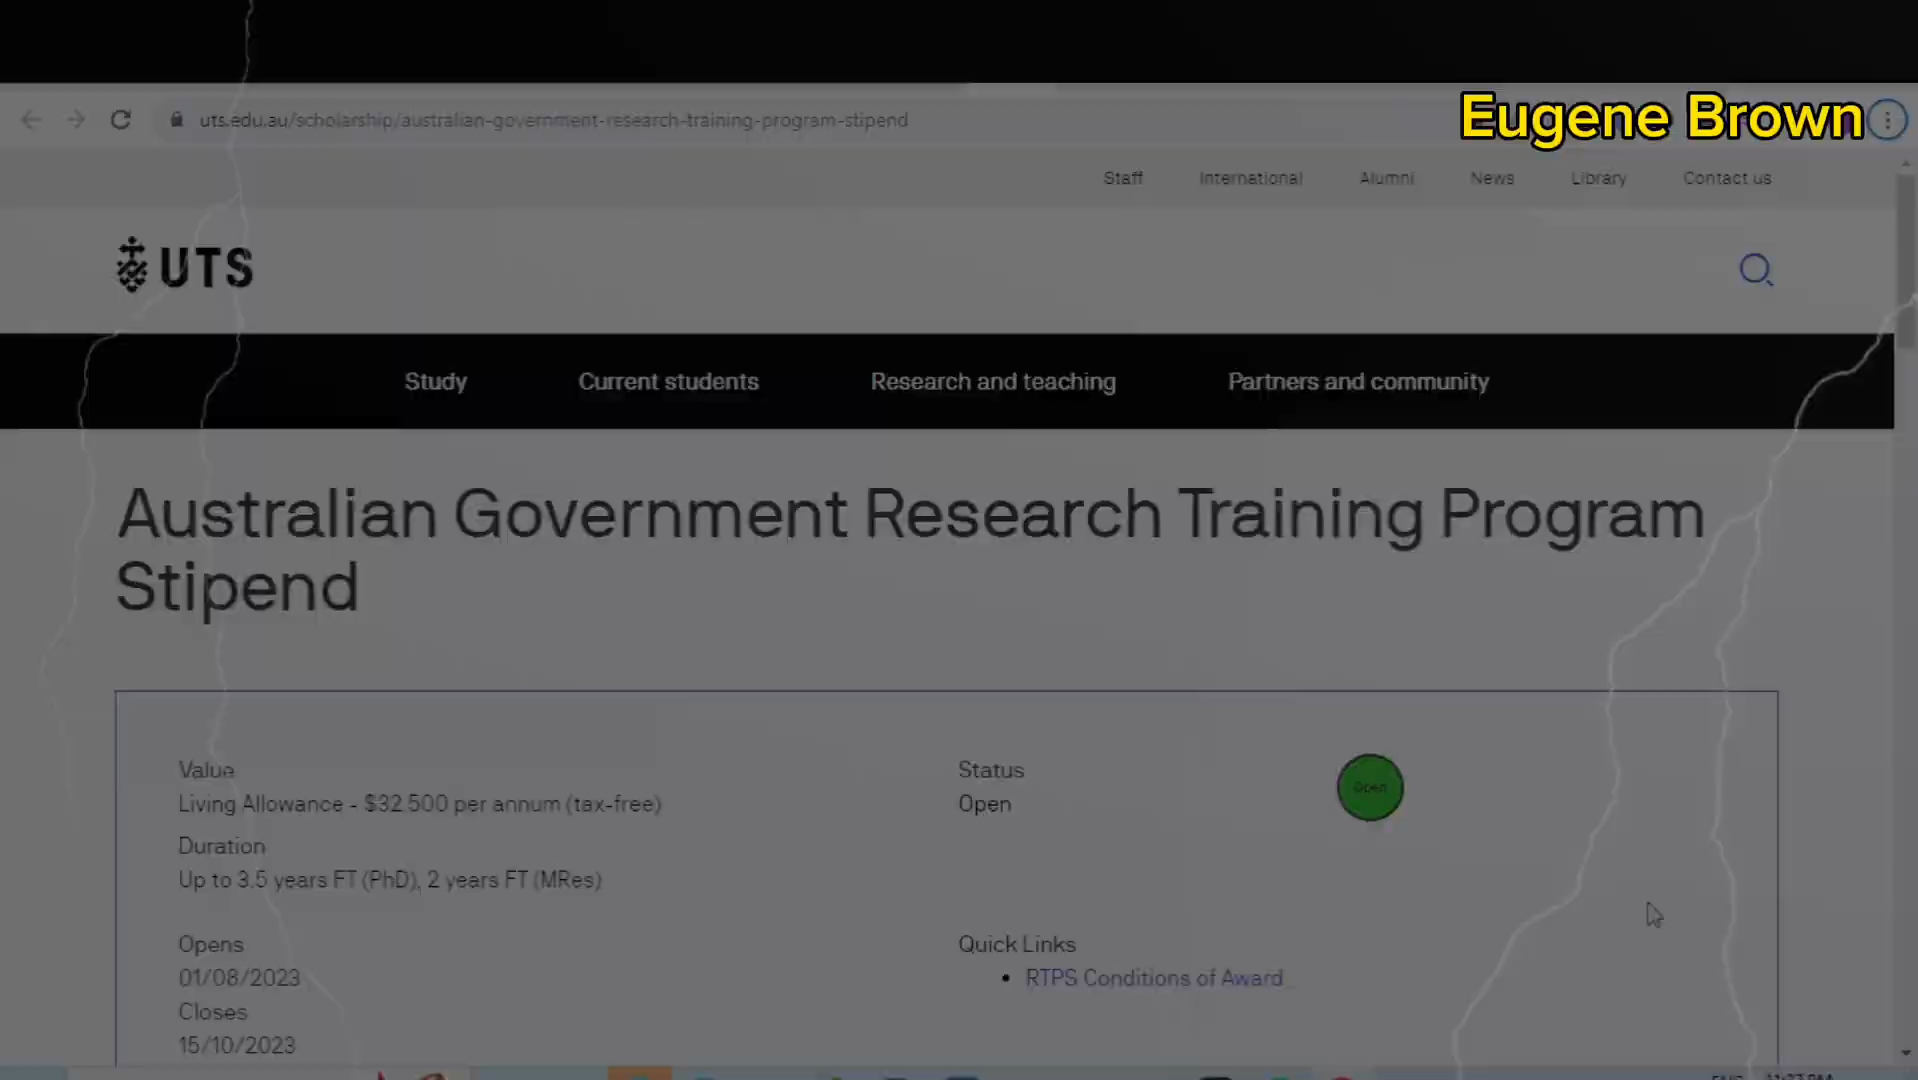 Eugene Brown
uts.edu.au/scholarship/australian-government-research-training-program-stipend
Staff International Alumni News Library Contact us
UTS
Study Current students Research and teaching Partners and community
Australian Government Research Training Program
Stipend
Value
Living Allowance - $32,500 per annum (tax-free)
Duration
Up to 3.5 years FT (PhD), 2 years FT (MRes)
Status
Open
Open
Opens
01/08/2023
Closes
15/10/2023
Quick Links
• RTPS Conditions of Award